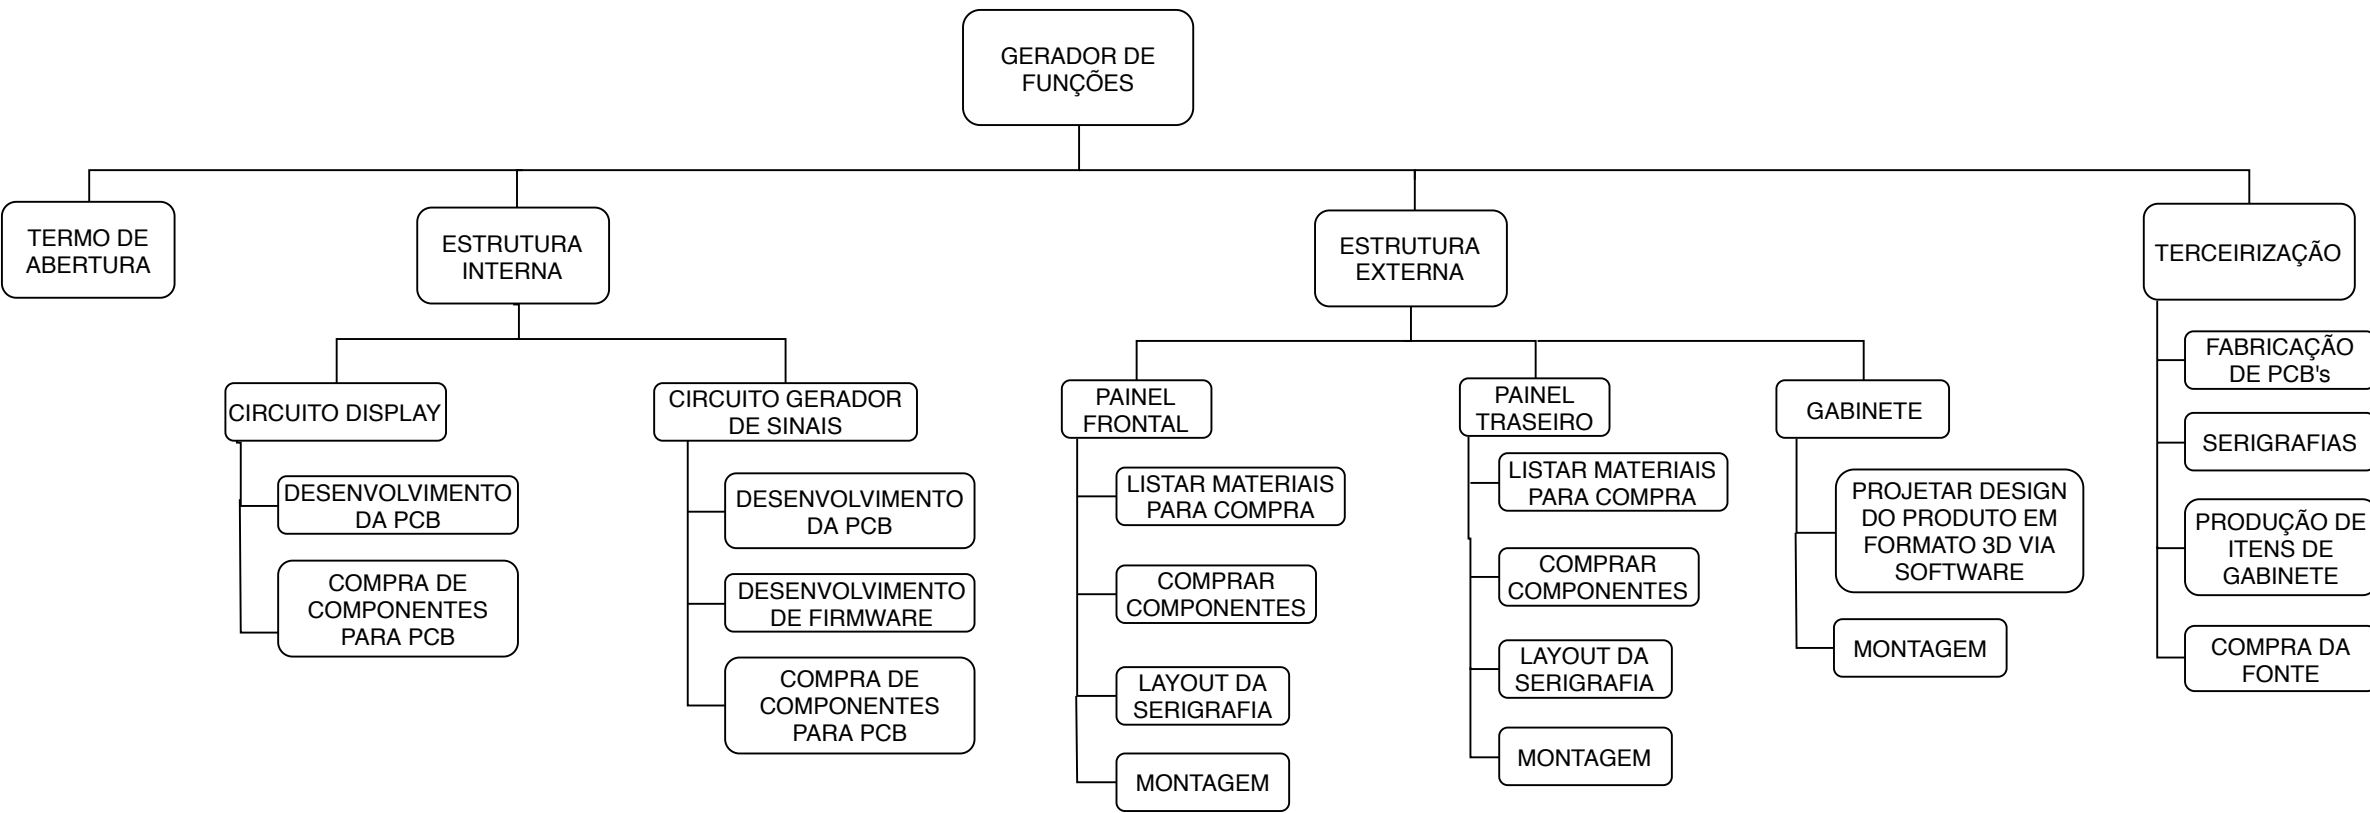 GERADOR DE
FUNÇÕES
TERMO DE
ABERTURA
ESTRUTURA
INTERNA
ESTRUTURA
EXTERNA
TERCEIRIZAÇÃO
CIRCUITO DISPLAY
DESENVOLVIMENTO
DA PCB
COMPRA DE
COMPONENTES
PARA PCB
CIRCUITO GERADOR
DE SINAIS
DESENVOLVIMENTO
DA PCB
DESENVOLVIMENTO
DE FIRMWARE
COMPRA DE
COMPONENTES
PARA PCB
PAINEL
FRONTAL
LISTAR MATERIAIS
PARA COMPRA
COMPRAR
COMPONENTES
LAYOUT DA
SERIGRAFIA
MONTAGEM
PAINEL
TRASEIRO
LISTAR MATERIAIS
PARA COMPRA
COMPRAR
COMPONENTES
LAYOUT DA
SERIGRAFIA
MONTAGEM
GABINETE
PROJETAR DESIGN
DO PRODUTO EM
FORMATO 3D VIA
SOFTWARE
MONTAGEM
FABRICAÇÃO
DE PCB's
SERIGRAFIAS
PRODUÇÃO DE
ITENS DE
GABINETE
COMPRA DA
FONTE